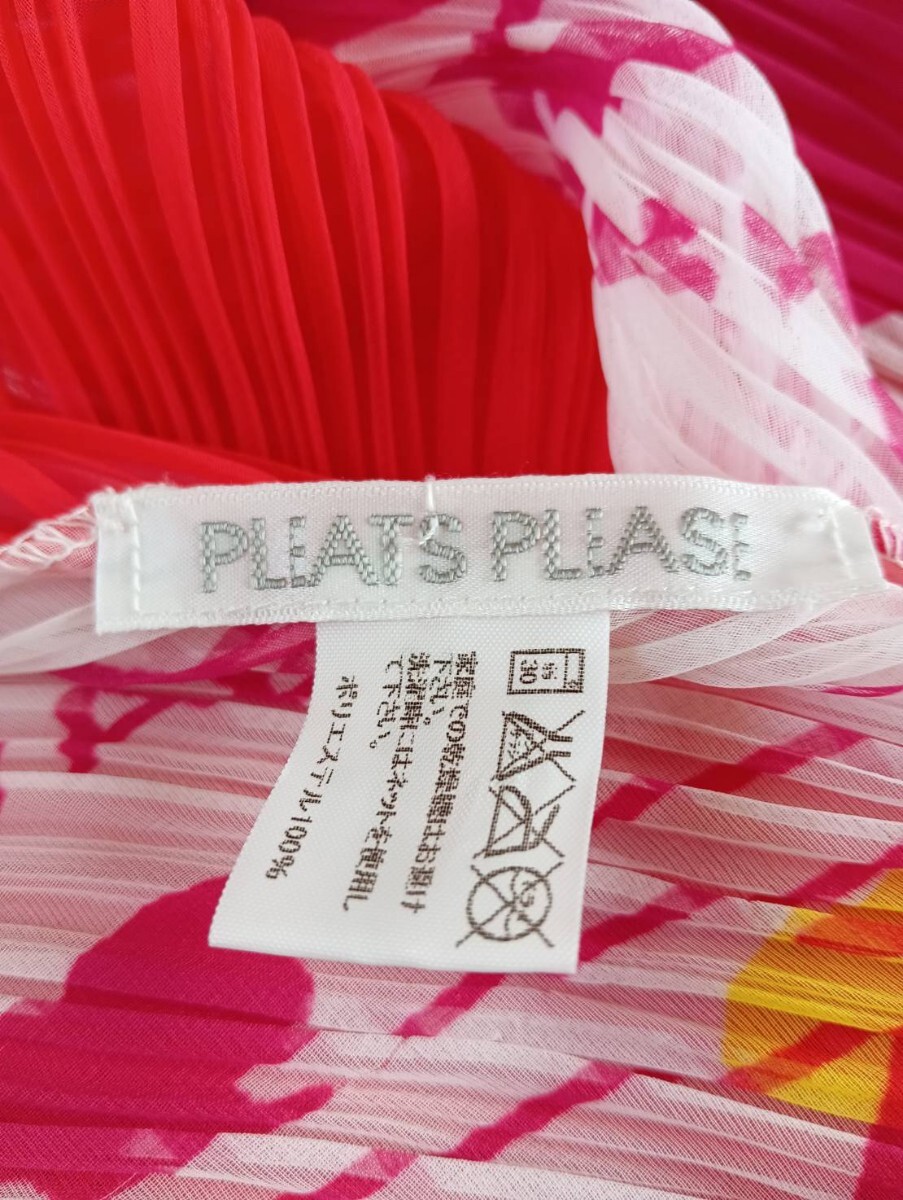 PLEATS PLEASE
弱
30
家庭での乾燥機はお避け
下さい。
洗濯時にはネットを使用し
て下さい。
ポリエステル100%